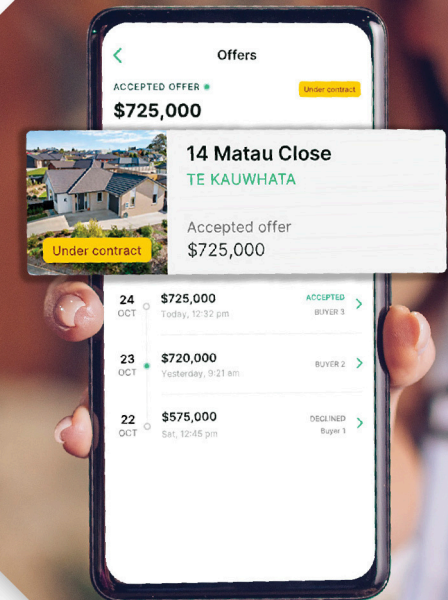 Offers
ACCEPTED OFFER
Under contract
$725,000
14 Matau Close
TE KAUWHATA
Under contract
Accepted offer
$725,000
24 OCT
$725,000
Today, 12:32 pm
ACCEPTED
BUYER 3
23 OCT
$720,000
Yesterday, 9:21 am
BUYER 2
22 OCT
$575,000
Sat, 12:45 pm
DECLINED
Buyer 1